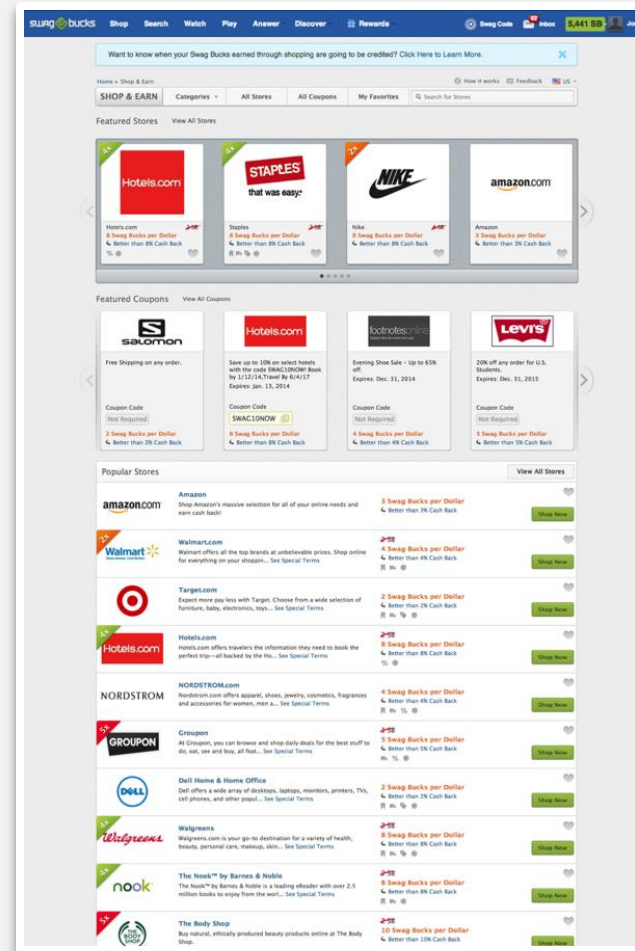 swag bucks Shop Search Watch Play Answer Discover Rewards Swag Code Inbox 5,441 SB
Want to know when your Swag Bucks earned through shopping are going to be credited? Click Here to Learn More.
Home » Shop & Earn How it works Feedback US
SHOP & EARN Categories All Stores All Coupons My Favorites Search for Stores
Featured Stores View All Stores
4x 4x 2x
Hotels.com STAPLES that was easy. NIKE amazon.com
Hotels.com
8 Swag Bucks per Dollar
Better than 8% Cash Back
Staples
8 Swag Bucks per Dollar
Better than 8% Cash Back
Nike
8 Swag Bucks per Dollar
Better than 8% Cash Back
Amazon
3 Swag Bucks per Dollar
Better than 3% Cash Back
Featured Coupons View All Coupons
SALOMON
Free Shipping on any order.
Coupon Code
Not Required
2 Swag Bucks per Dollar
Better than 2% Cash Back
Hotels.com
Save up to 10% on select hotels
with the code SWAG10NOW! Book
by 1/12/14,Travel By 6/4/17
Expires: Jan. 13, 2014
Coupon Code
SWAG10NOW
8 Swag Bucks per Dollar
Better than 8% Cash Back
footnotesonline
Evening Shoe Sale - Up to 65%
off.
Expires: Dec. 31, 2014
Coupon Code
Not Required
4 Swag Bucks per Dollar
Better than 4% Cash Back
LEVI'S
20% off any order for U.S.
Students.
Expires: Dec. 31, 2015
Coupon Code
Not Required
5 Swag Bucks per Dollar
Better than 5% Cash Back
Popular Stores View All Stores
amazon.com
Amazon
Shop Amazon's massive selection for all of your online needs and
earn cash back!
3 Swag Bucks per Dollar
Better than 3% Cash Back
Shop Now
2x
Walmart
Walmart.com
Walmart offers all the top brands at unbelievable prices. Shop online
for everything on your shoppin... See Special Terms
2 SB
4 Swag Bucks per Dollar
Better than 4% Cash Back
Shop Now
Target.com
Expect more pay less with Target. Choose from a wide selection of
furniture, baby, electronics, toys... See Special Terms
2 Swag Bucks per Dollar
Better than 2% Cash Back
Shop Now
4x
Hotels.com
Hotels.com
Hotels.com offers travelers the information they need to book the
perfect trip--all backed by the Ho... See Special Terms
2 SB
8 Swag Bucks per Dollar
Better than 8% Cash Back
Shop Now
NORDSTROM
NORDSTROM.com
Nordstrom.com offers apparel, shoes, jewelry, cosmetics, fragrances
and accessories for women, men a... See Special Terms
4 Swag Bucks per Dollar
Better than 4% Cash Back
Shop Now
5x
GROUPON
Groupon
At Groupon, you can browse and shop daily deals for the best stuff to
do, eat, see and buy, all feat... See Special Terms
5 Swag Bucks per Dollar
Better than 5% Cash Back
Shop Now
DELL
Dell Home & Home Office
Dell offers a wide array of desktops, laptops, monitors, printers, TVs,
cell phones, and other popul... See Special Terms
2 Swag Bucks per Dollar
Better than 2% Cash Back
Shop Now
4x
Walgreens
Walgreens
Walgreens.com is your go-to destination for a variety of health,
beauty, personal care, makeup, skin... See Special Terms
2 SB
8 Swag Bucks per Dollar
Better than 8% Cash Back
Shop Now
4x
nook
The Nook™ by Barnes & Noble
The Nook™ by Barnes & Noble is a leading eReader with over 2.5
million books to enjoy from the worl... See Special Terms
2 SB
8 Swag Bucks per Dollar
Better than 8% Cash Back
Shop Now
5x
THE BODY SHOP
The Body Shop
Buy natural, ethically produced beauty products online at The Body
Shop.
2 SB
10 Swag Bucks per Dollar
Better than 10% Cash Back
Shop Now